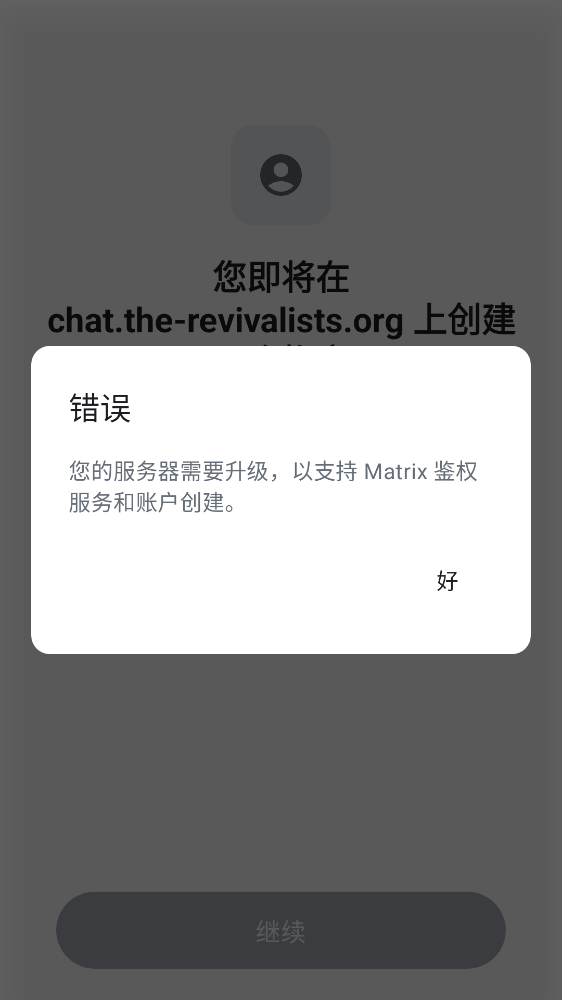 您即将在
chat.the-revivalists.org 上创建
错误
您的服务器需要升级，以支持 Matrix 鉴权
服务和账户创建。
好
继续